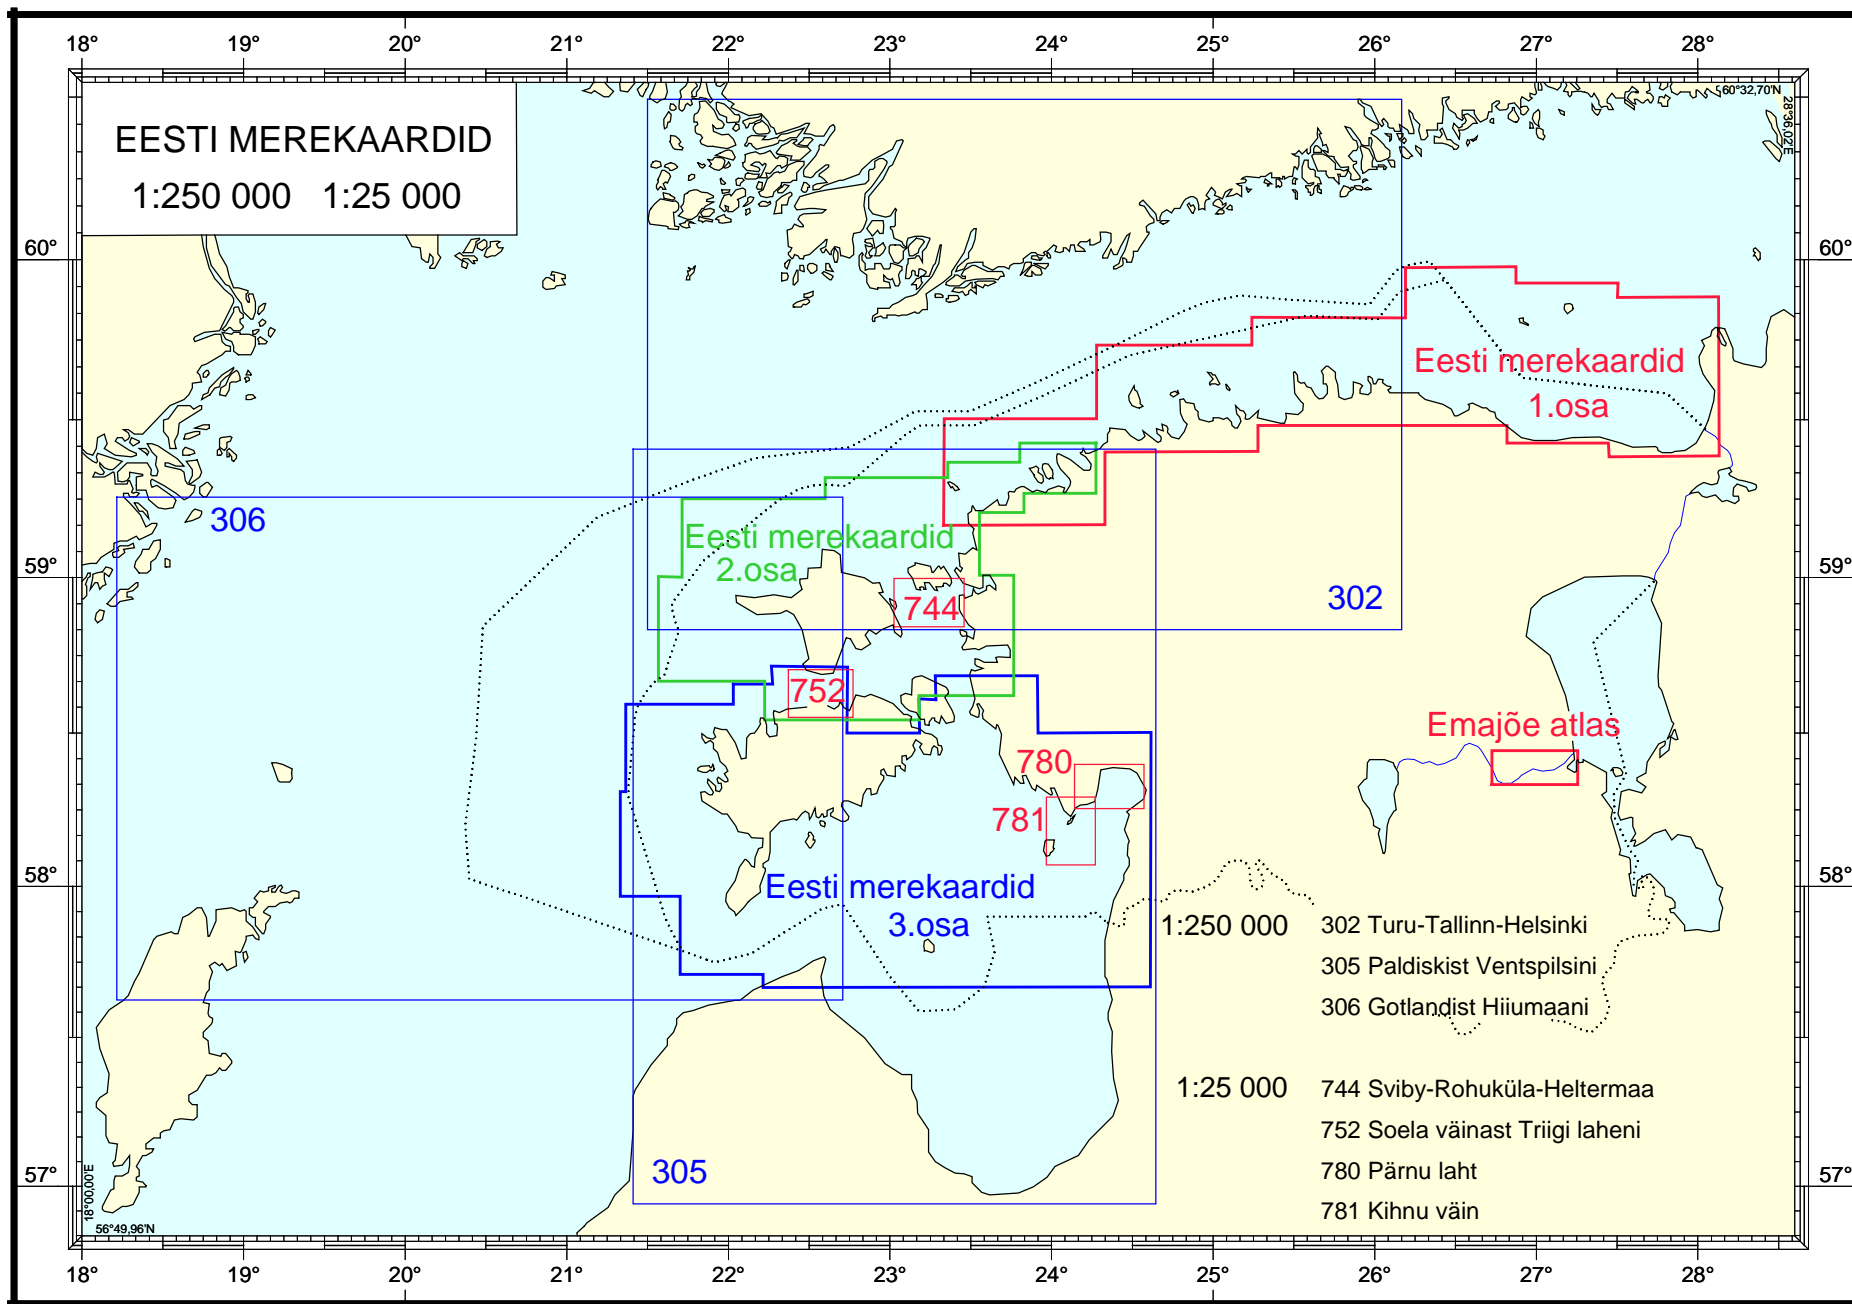 18° 19° 20° 21° 22° 23° 24° 25° 26° 27° 28°
EESTI MEREKAARDID
1:250 000 1:25 000
60°32,70'N
28°36,02'E
60° 60°
Eesti merekaardid
1.osa
306
Eesti merekaardid
2.osa
59° 59°
302
744
752
Emajõe atlas
780
781
58° 58°
Eesti merekaardid
3.osa
1:250 000 302 Turu-Tallinn-Helsinki
305 Paldiskist Ventspilsini
306 Gotlandist Hiiumaani
1:25 000 744 Sviby-Rohuküla-Heltermaa
752 Soela väinast Triigi laheni
305
780 Pärnu laht
57° 57°
781 Kihnu väin
18°00,00'E
56°49,96'N
18° 19° 20° 21° 22° 23° 24° 25° 26° 27° 28°